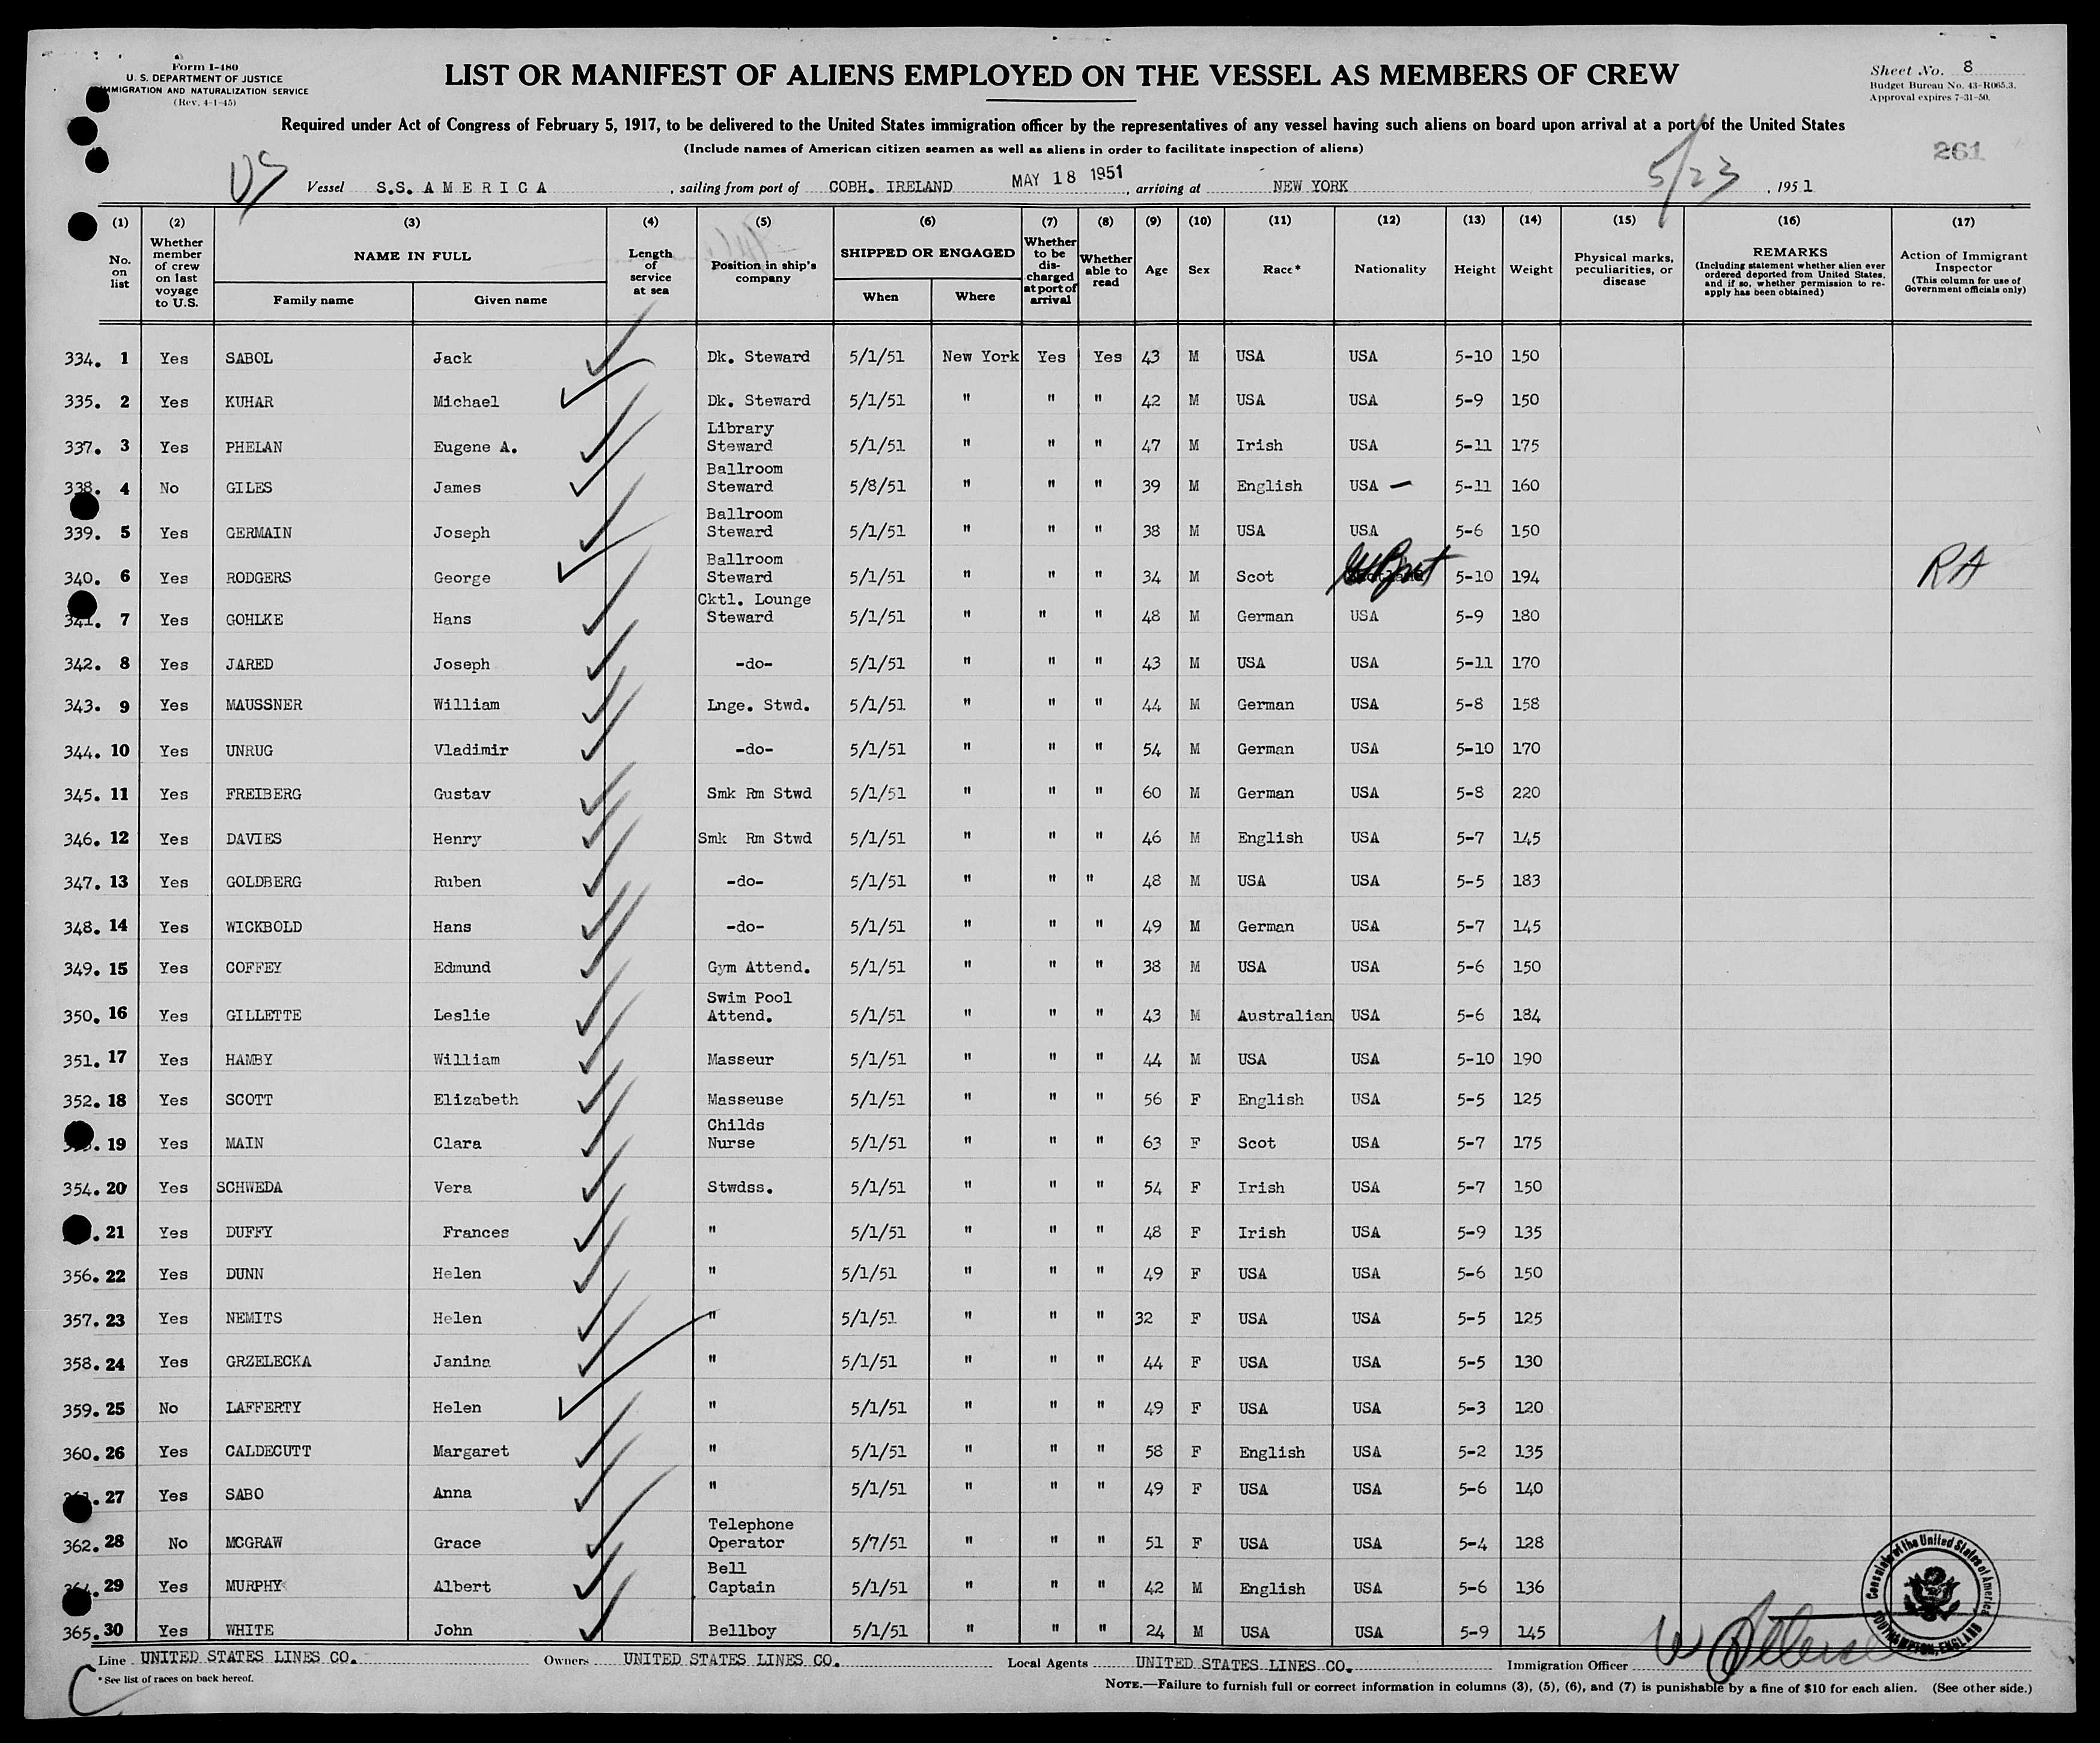 Form I-480
U. S. DEPARTMENT OF JUSTICE
IMMIGRATION AND NATURALIZATION SERVICE
(Rev. 4-1-45)
LIST OR MANIFEST OF ALIENS EMPLOYED ON THE VESSEL AS MEMBERS OF CREW
Sheet No. 8
Budget Bureau No. 43-R065.3.
Approval expires 7-31-50.
Required under Act of Congress of February 5, 1917, to be delivered to the United States immigration officer by the representatives of any vessel having such aliens on board upon arrival at a port of the United States
(Include names of American citizen seamen as well as aliens in order to facilitate inspection of aliens)
261
US Vessel S.S. AMERICA, sailing from port of COBH. IRELAND MAY 18 1951, arriving at NEW YORK 5/23, 1951
(1) (2) (3) (4) (5) (6) (7) (8) (9) (10) (11) (12) (13) (14) (15) (16) (17)
No. on list
Whether member of crew on last voyage to U.S.
NAME IN FULL
Family name Given name
Length of service at sea
Position in ship's company
SHIPPED OR ENGAGED
When Where
Whether to be discharged at port of arrival
Whether able to read
Age Sex Race* Nationality Height Weight
Physical marks, peculiarities, or disease
REMARKS
(Including statement whether alien ever ordered deported from United States, and if so, whether permission to re-apply has been obtained)
Action of Immigrant Inspector
(This column for use of Government officials only)
334. 1 Yes SABOL Jack Dk. Steward 5/1/51 New York Yes Yes 43 M USA USA 5-10 150
335. 2 Yes KUHAR Michael Dk. Steward 5/1/51 " " " 42 M USA USA 5-9 150
337. 3 Yes PHELAN Eugene A. Library Steward 5/1/51 " " " 47 M Irish USA 5-11 175
338. 4 No GILES James Ballroom Steward 5/8/51 " " " 39 M English USA — 5-11 160
339. 5 Yes GERMAIN Joseph Ballroom Steward 5/1/51 " " " 38 M USA USA 5-6 150
340. 6 Yes RODGERS George Ballroom Steward 5/1/51 " " " 34 M Scot 5-10 194 RA
341. 7 Yes GOHLKE Hans Cktl. Lounge Steward 5/1/51 " " " 48 M German USA 5-9 180
342. 8 Yes JARED Joseph -do- 5/1/51 " " " 43 M USA USA 5-11 170
343. 9 Yes MAUSSNER William Lnge. Stwd. 5/1/51 " " " 44 M German USA 5-8 158
344. 10 Yes UNRUG Vladimir -do- 5/1/51 " " " 54 M German USA 5-10 170
345. 11 Yes FREIBERG Gustav Smk Rm Stwd 5/1/51 " " " 60 M German USA 5-8 220
346. 12 Yes DAVIES Henry Smk Rm Stwd 5/1/51 " " " 46 M English USA 5-7 145
347. 13 Yes GOLDBERG Ruben -do- 5/1/51 " " " 48 M USA USA 5-5 183
348. 14 Yes WICKBOLD Hans -do- 5/1/51 " " " 49 M German USA 5-7 145
349. 15 Yes COFFEY Edmund Gym Attend. 5/1/51 " " " 38 M USA USA 5-6 150
350. 16 Yes GILLETTE Leslie Swim Pool Attend. 5/1/51 " " " 43 M Australian USA 5-6 184
351. 17 Yes HAMBY William Masseur 5/1/51 " " " 44 M USA USA 5-10 190
352. 18 Yes SCOTT Elizabeth Masseuse 5/1/51 " " " 56 F English USA 5-5 125
19 Yes MAIN Clara Childs Nurse 5/1/51 " " " 63 F Scot USA 5-7 175
354. 20 Yes SCHWEDA Vera Stwdss. 5/1/51 " " " 54 F Irish USA 5-7 150
21 Yes DUFFY Frances " 5/1/51 " " " 48 F Irish USA 5-9 135
356. 22 Yes DUNN Helen " 5/1/51 " " " 49 F USA USA 5-6 150
357. 23 Yes NEMITS Helen " 5/1/51 " " " 32 F USA USA 5-5 125
358. 24 Yes GRZELECKA Janina " 5/1/51 " " " 44 F USA USA 5-5 130
359. 25 No LAFFERTY Helen " 5/1/51 " " " 49 F USA USA 5-3 120
360. 26 Yes CALDECUTT Margaret " 5/1/51 " " " 58 F English USA 5-2 135
27 Yes SABO Anna " 5/1/51 " " " 49 F USA USA 5-6 140
362. 28 No MCGRAW Grace Telephone Operator 5/7/51 " " " 51 F USA USA 5-4 128
29 Yes MURPHY Albert Bell Captain 5/1/51 " " " 42 M English USA 5-6 136
365. 30 Yes WHITE John Bellboy 5/1/51 " " " 24 M USA USA 5-9 145
Consulate of the United States of America
SOUTHAMPTON, ENGLAND
Line UNITED STATES LINES CO. Owners UNITED STATES LINES CO. Local Agents UNITED STATES LINES CO. Immigration Officer
* See list of races on back hereof.
NOTE.—Failure to furnish full or correct information in columns (3), (5), (6), and (7) is punishable by a fine of $10 for each alien. (See other side.)